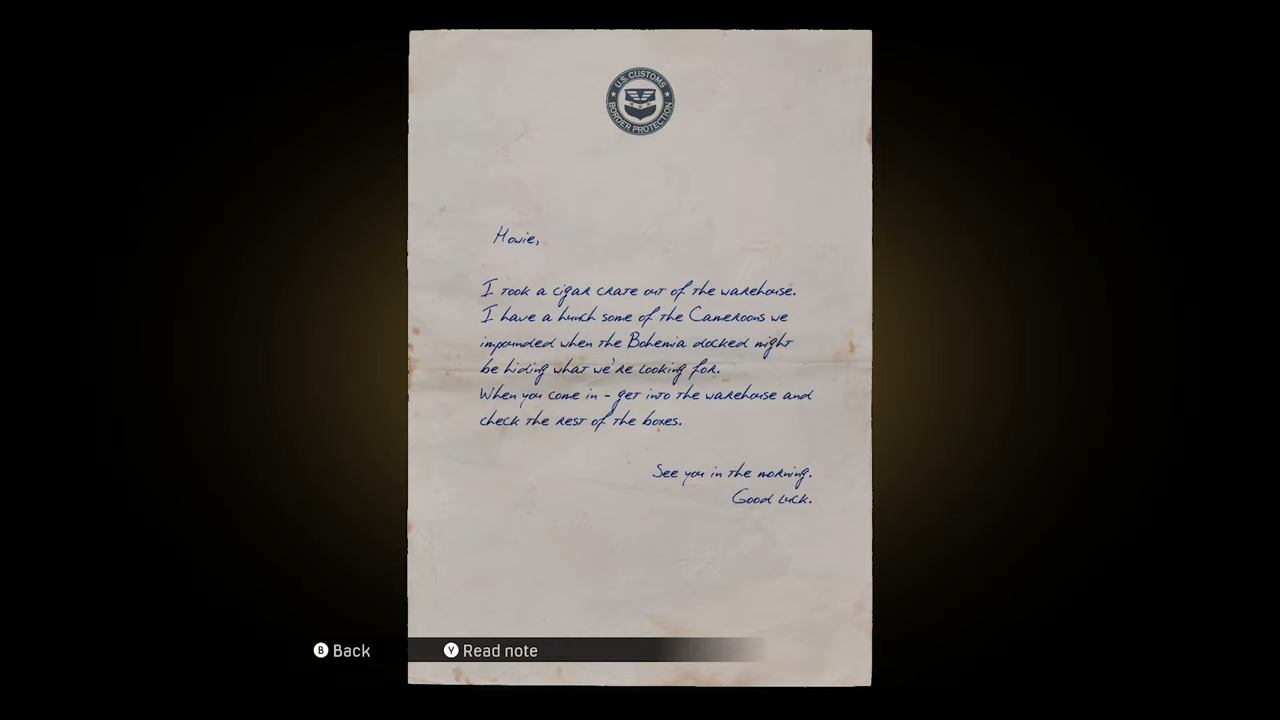 U.S. CUSTOMS
BORDER PROTECTION
Howie,
I took a cigar crate out of the warehouse.
I have a hunch some of the Cameroons we
impounded when the Bohemia docked might
be hiding what we're looking for.
When you come in - get into the warehouse and
check the rest of the boxes.
See you in the morning.
Good luck.
B Back
Y Read note